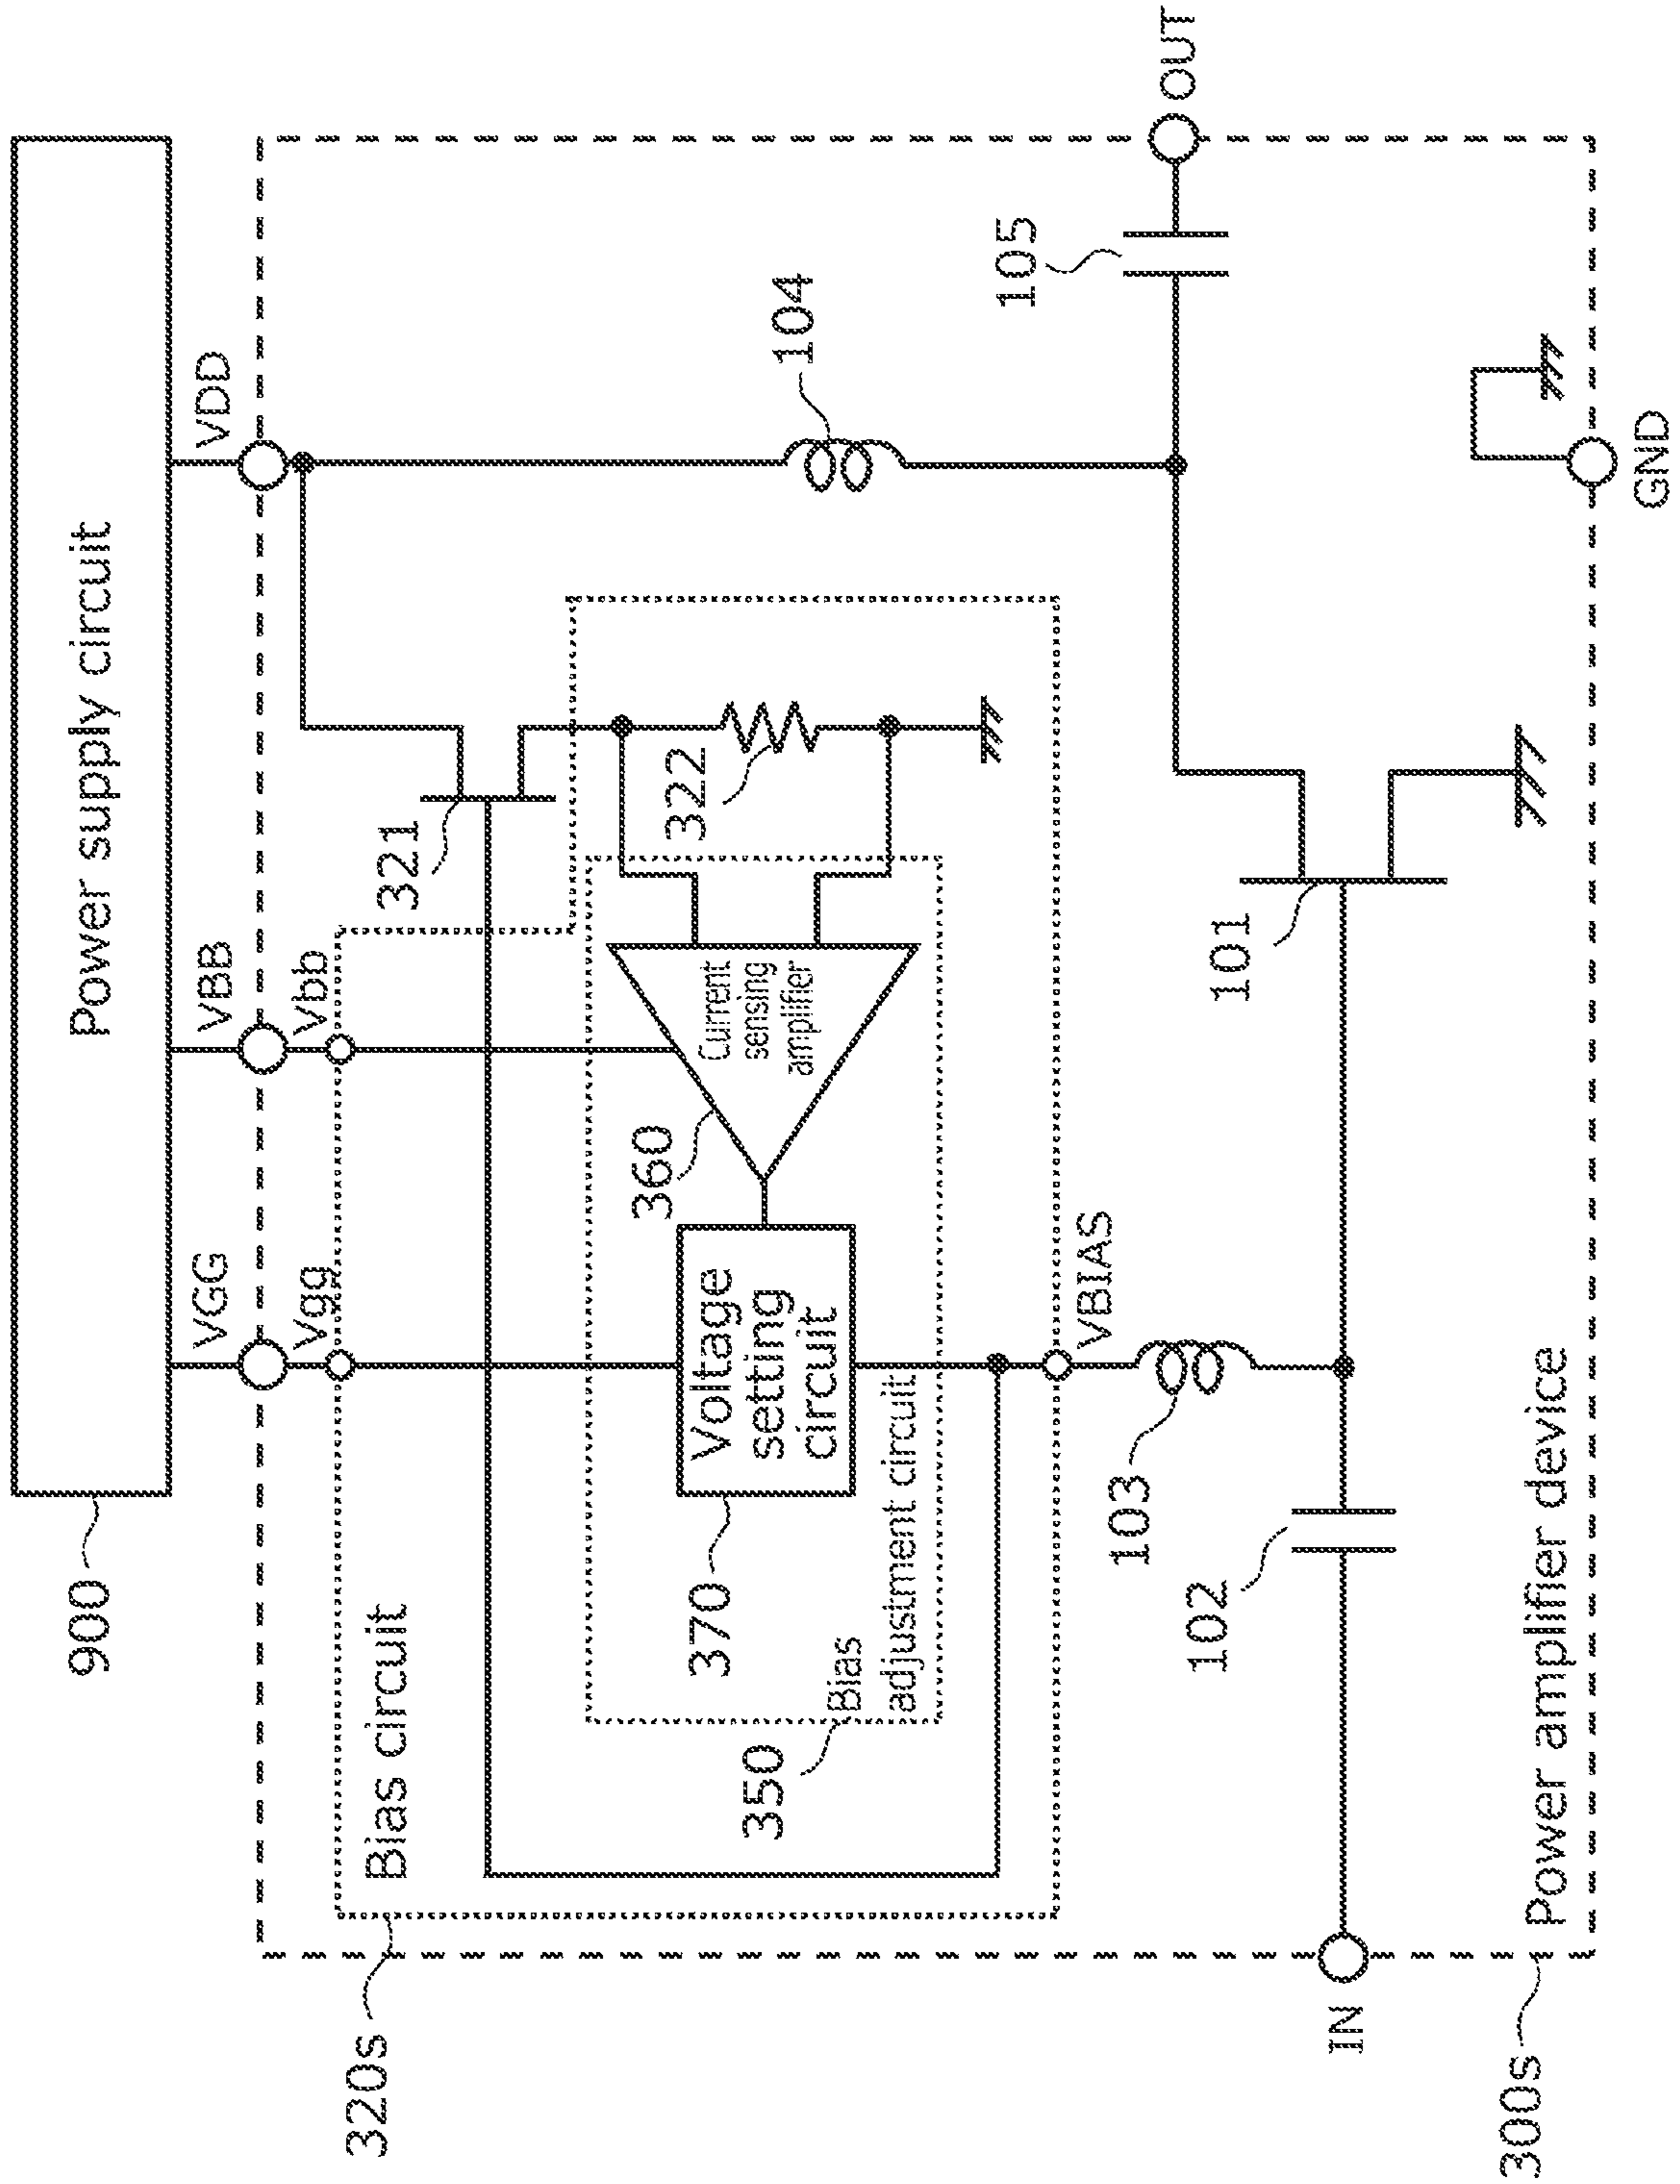 900
Power supply circuit
VGG
VBB
VDD
Vgg
Vbb
320s
Bias circuit
321
360
322
104
370
Voltage
setting
circuit
Current
sensing
amplifier
350
Bias
adjustment circuit
105
VBIAS
103
102
101
IN
OUT
300s
Power amplifier device
GND